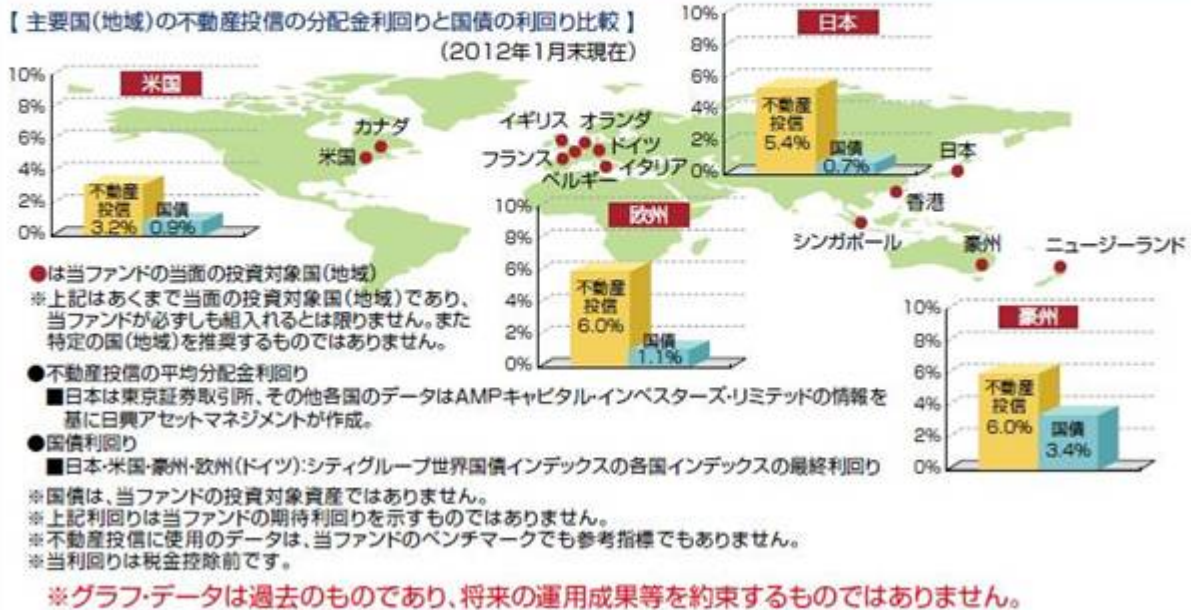 【 主要国(地域)の不動産投信の分配金利回りと国債の利回り比較 】
(2012年1月末現在)
米国
10%
8%
6%
4%
2%
0%
不動産
投信
3.2%
国債
0.9%
カナダ
米国
イギリス
オランダ
フランス
ドイツ
ベルギー
イタリア
日本
10%
8%
6%
4%
2%
0%
不動産
投信
5.4%
国債
0.7%
日本
香港
シンガポール
豪州
ニュージーランド
欧州
10%
8%
6%
4%
2%
0%
不動産
投信
6.0%
国債
1.1%
豪州
10%
8%
6%
4%
2%
0%
不動産
投信
6.0%
国債
3.4%
●は当ファンドの当面の投資対象国(地域)
※上記はあくまで当面の投資対象国(地域)であり、
当ファンドが必ずしも組入れるとは限りません。また
特定の国(地域)を推奨するものではありません。
●不動産投信の平均分配金利回り
■日本は東京証券取引所、その他各国のデータはAMPキャピタル・インベスターズ・リミテッドの情報を
基に日興アセットマネジメントが作成。
●国債利回り
■日本・米国・豪州・欧州(ドイツ):シティグループ世界国債インデックスの各国インデックスの最終利回り
※国債は、当ファンドの投資対象資産ではありません。
※上記利回りは当ファンドの期待利回りを示すものではありません。
※不動産投信に使用のデータは、当ファンドのベンチマークでも参考指標でもありません。
※当利回りは税金控除前です。
※グラフ・データは過去のものであり、将来の運用成果等を約束するものではありません。